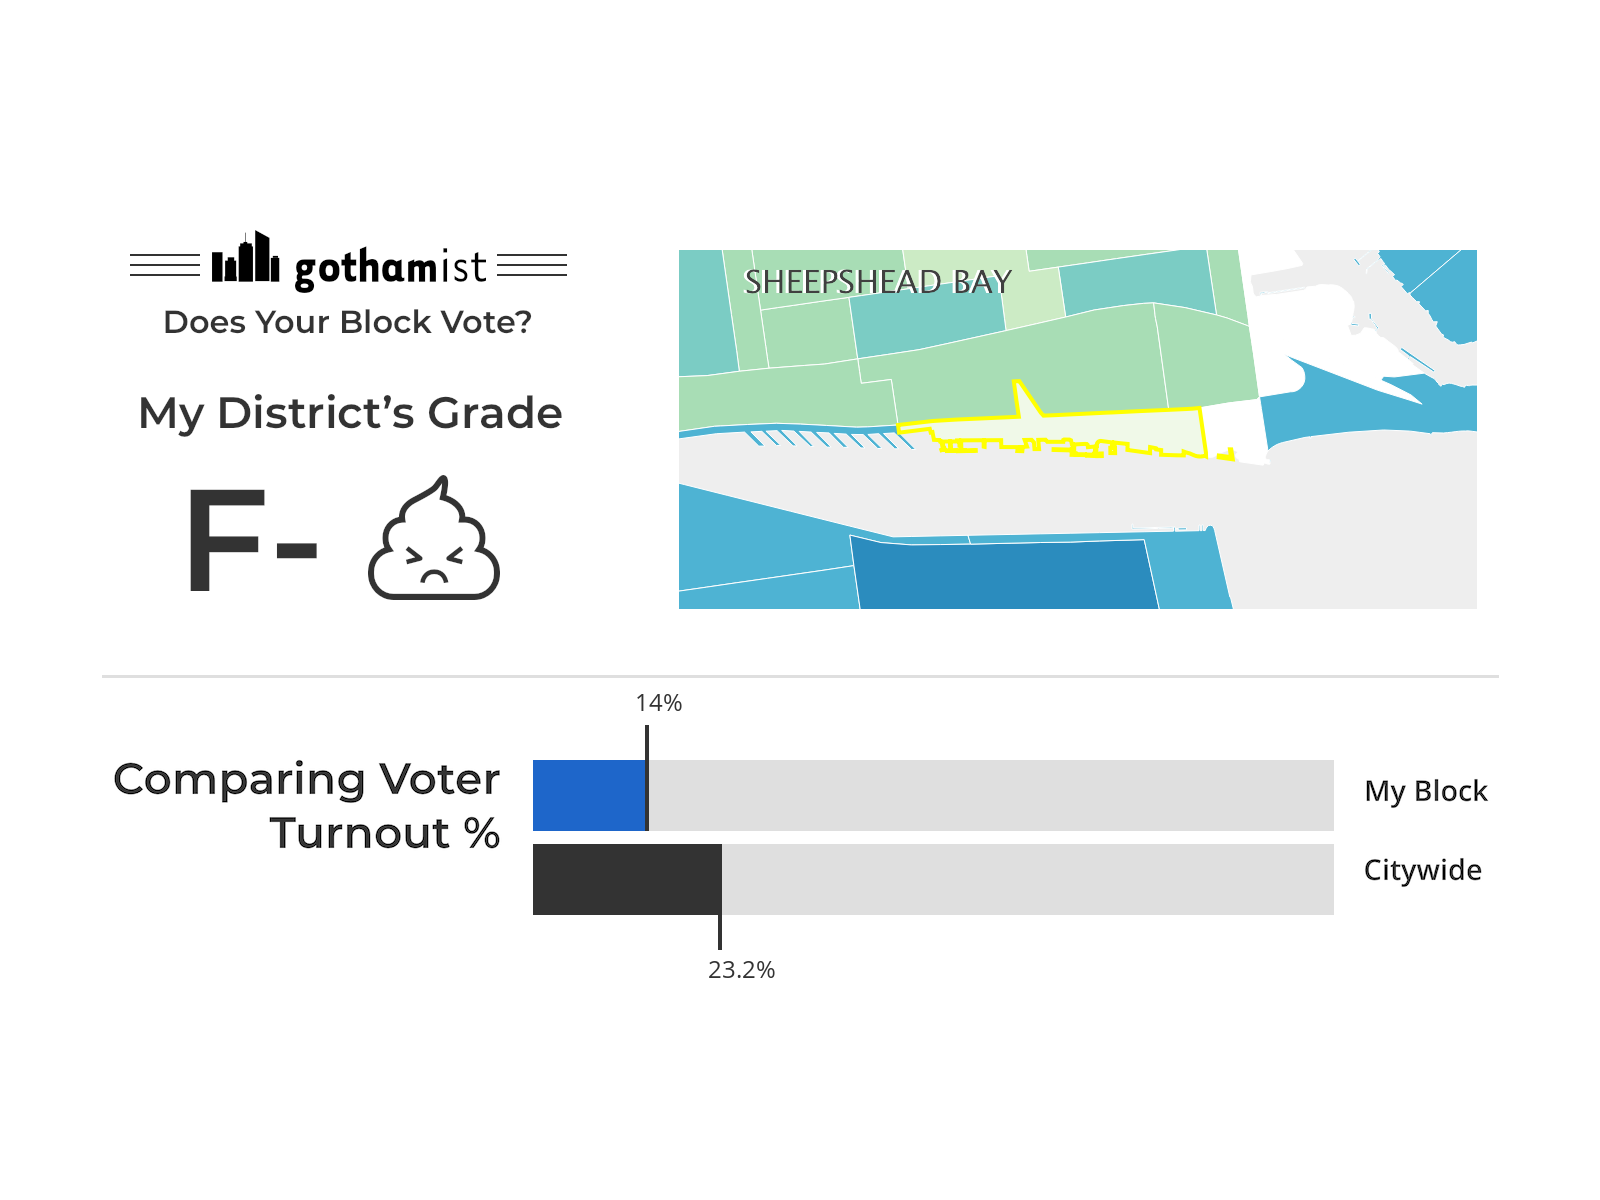 gothamist
Does Your Block Vote?
My District’s Grade
F-
SHEEPSHEAD BAY
14%
Comparing Voter
Turnout %
My Block
Citywide
23.2%